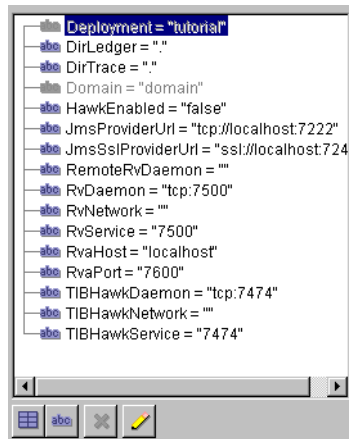 Deployment = "tutorial"
DirLedger = "."
DirTrace = "."
Domain = "domain"
HawkEnabled = "false"
JmsProviderUrl = "tcp://localhost:7222"
JmsSslProviderUrl = "ssl://localhost:724
RemoteRvDaemon = ""
RvDaemon = "tcp:7500"
RvNetwork = ""
RvService = "7500"
RvaHost = "localhost"
RvaPort = "7600"
TIBHawkDaemon = "tcp:7474"
TIBHawkNetwork = ""
TIBHawkService = "7474"